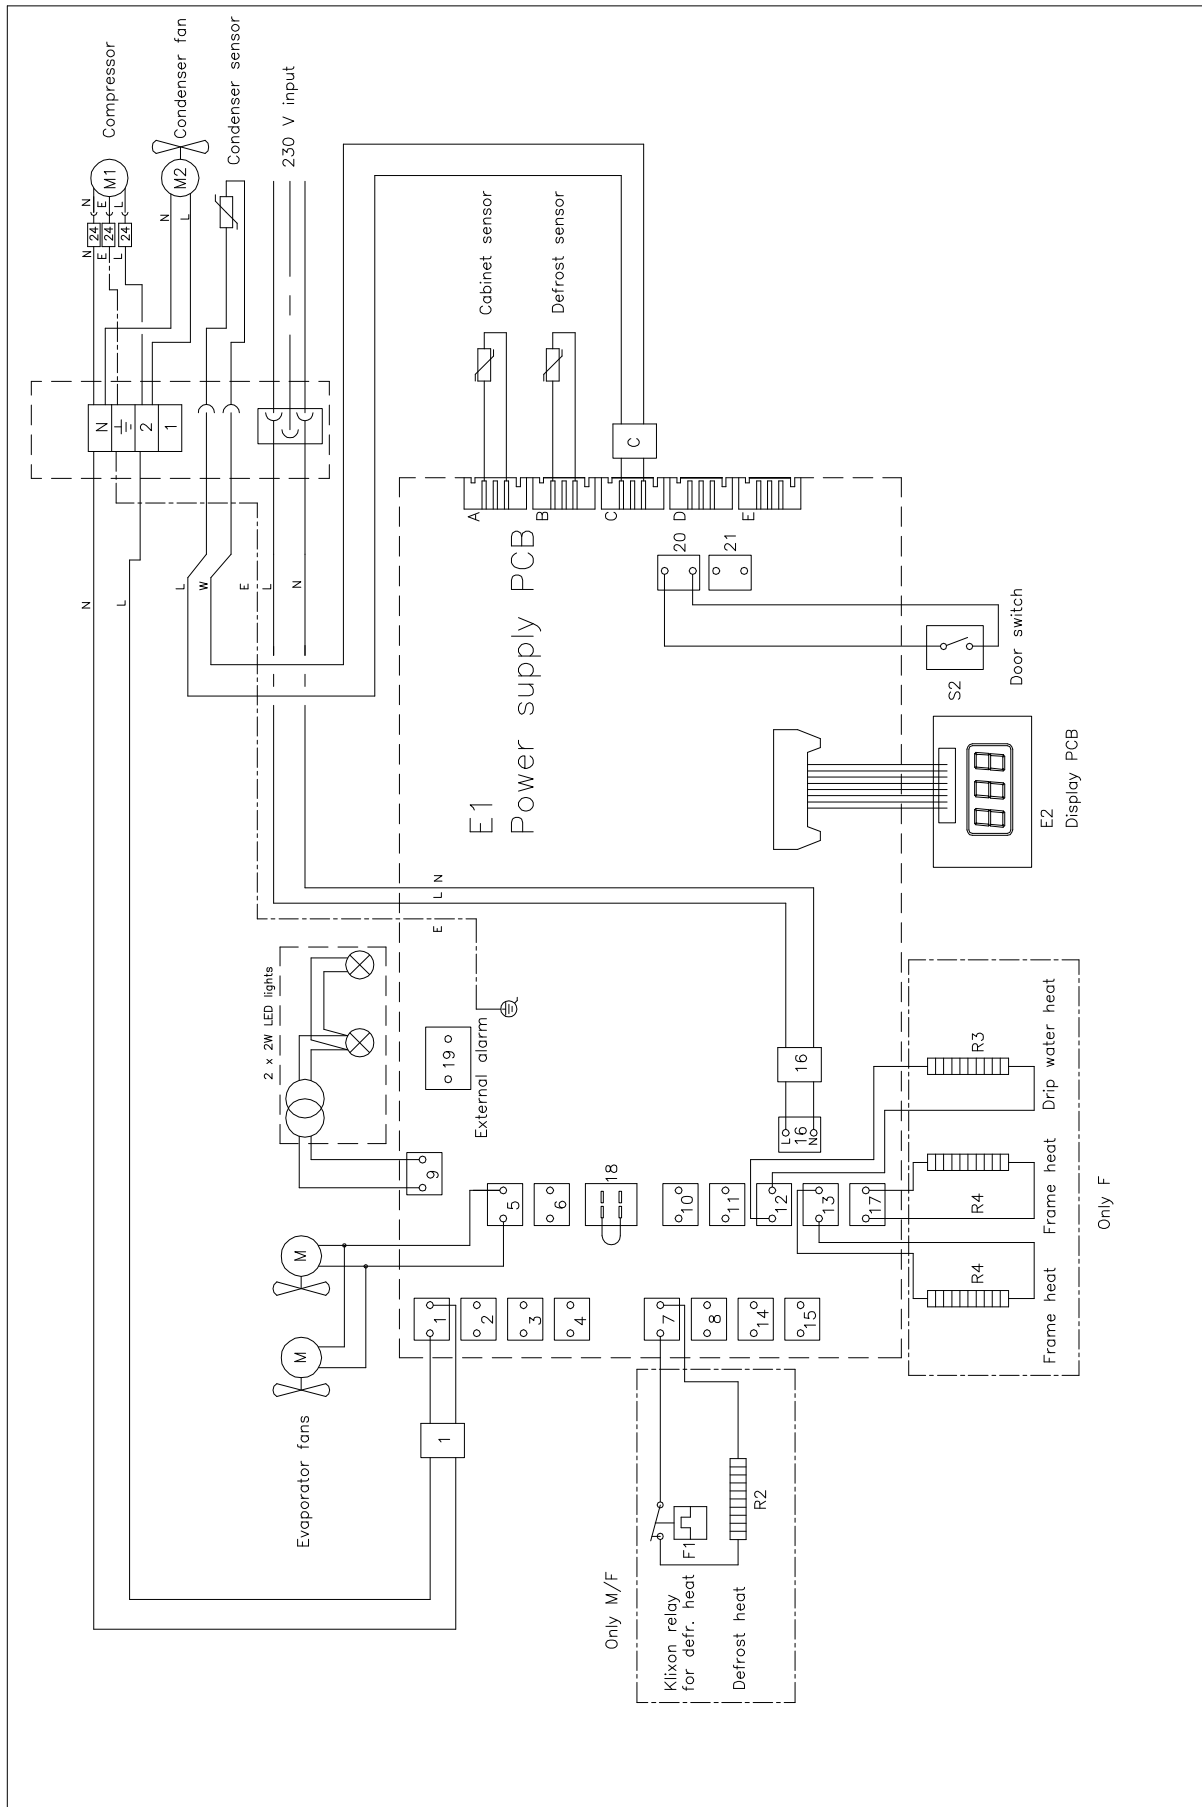 Compressor
M1
N
E
L
24
24
24
N
E
L
Condenser fan
M2
N
L
Condenser sensor
230 V input
N
2
1
N
L
L
W
E
L
N
Cabinet sensor
Defrost sensor
C
A
B
C
D
E
E1
Power supply PCB
20
21
S2
Door switch
E2
Display PCB
E
L
N
2 x 2W LED lights
19
External alarm
9
M
M
Evaporator fans
5
6
18
10
11
12
13
17
16
L
16
N
1
2
3
4
7
8
14
15
1
Only M/F
Klixon relay
for defr. heat
F1
Defrost heat
R2
R3
Drip water heat
R4
Frame heat
R4
Frame heat
Only F